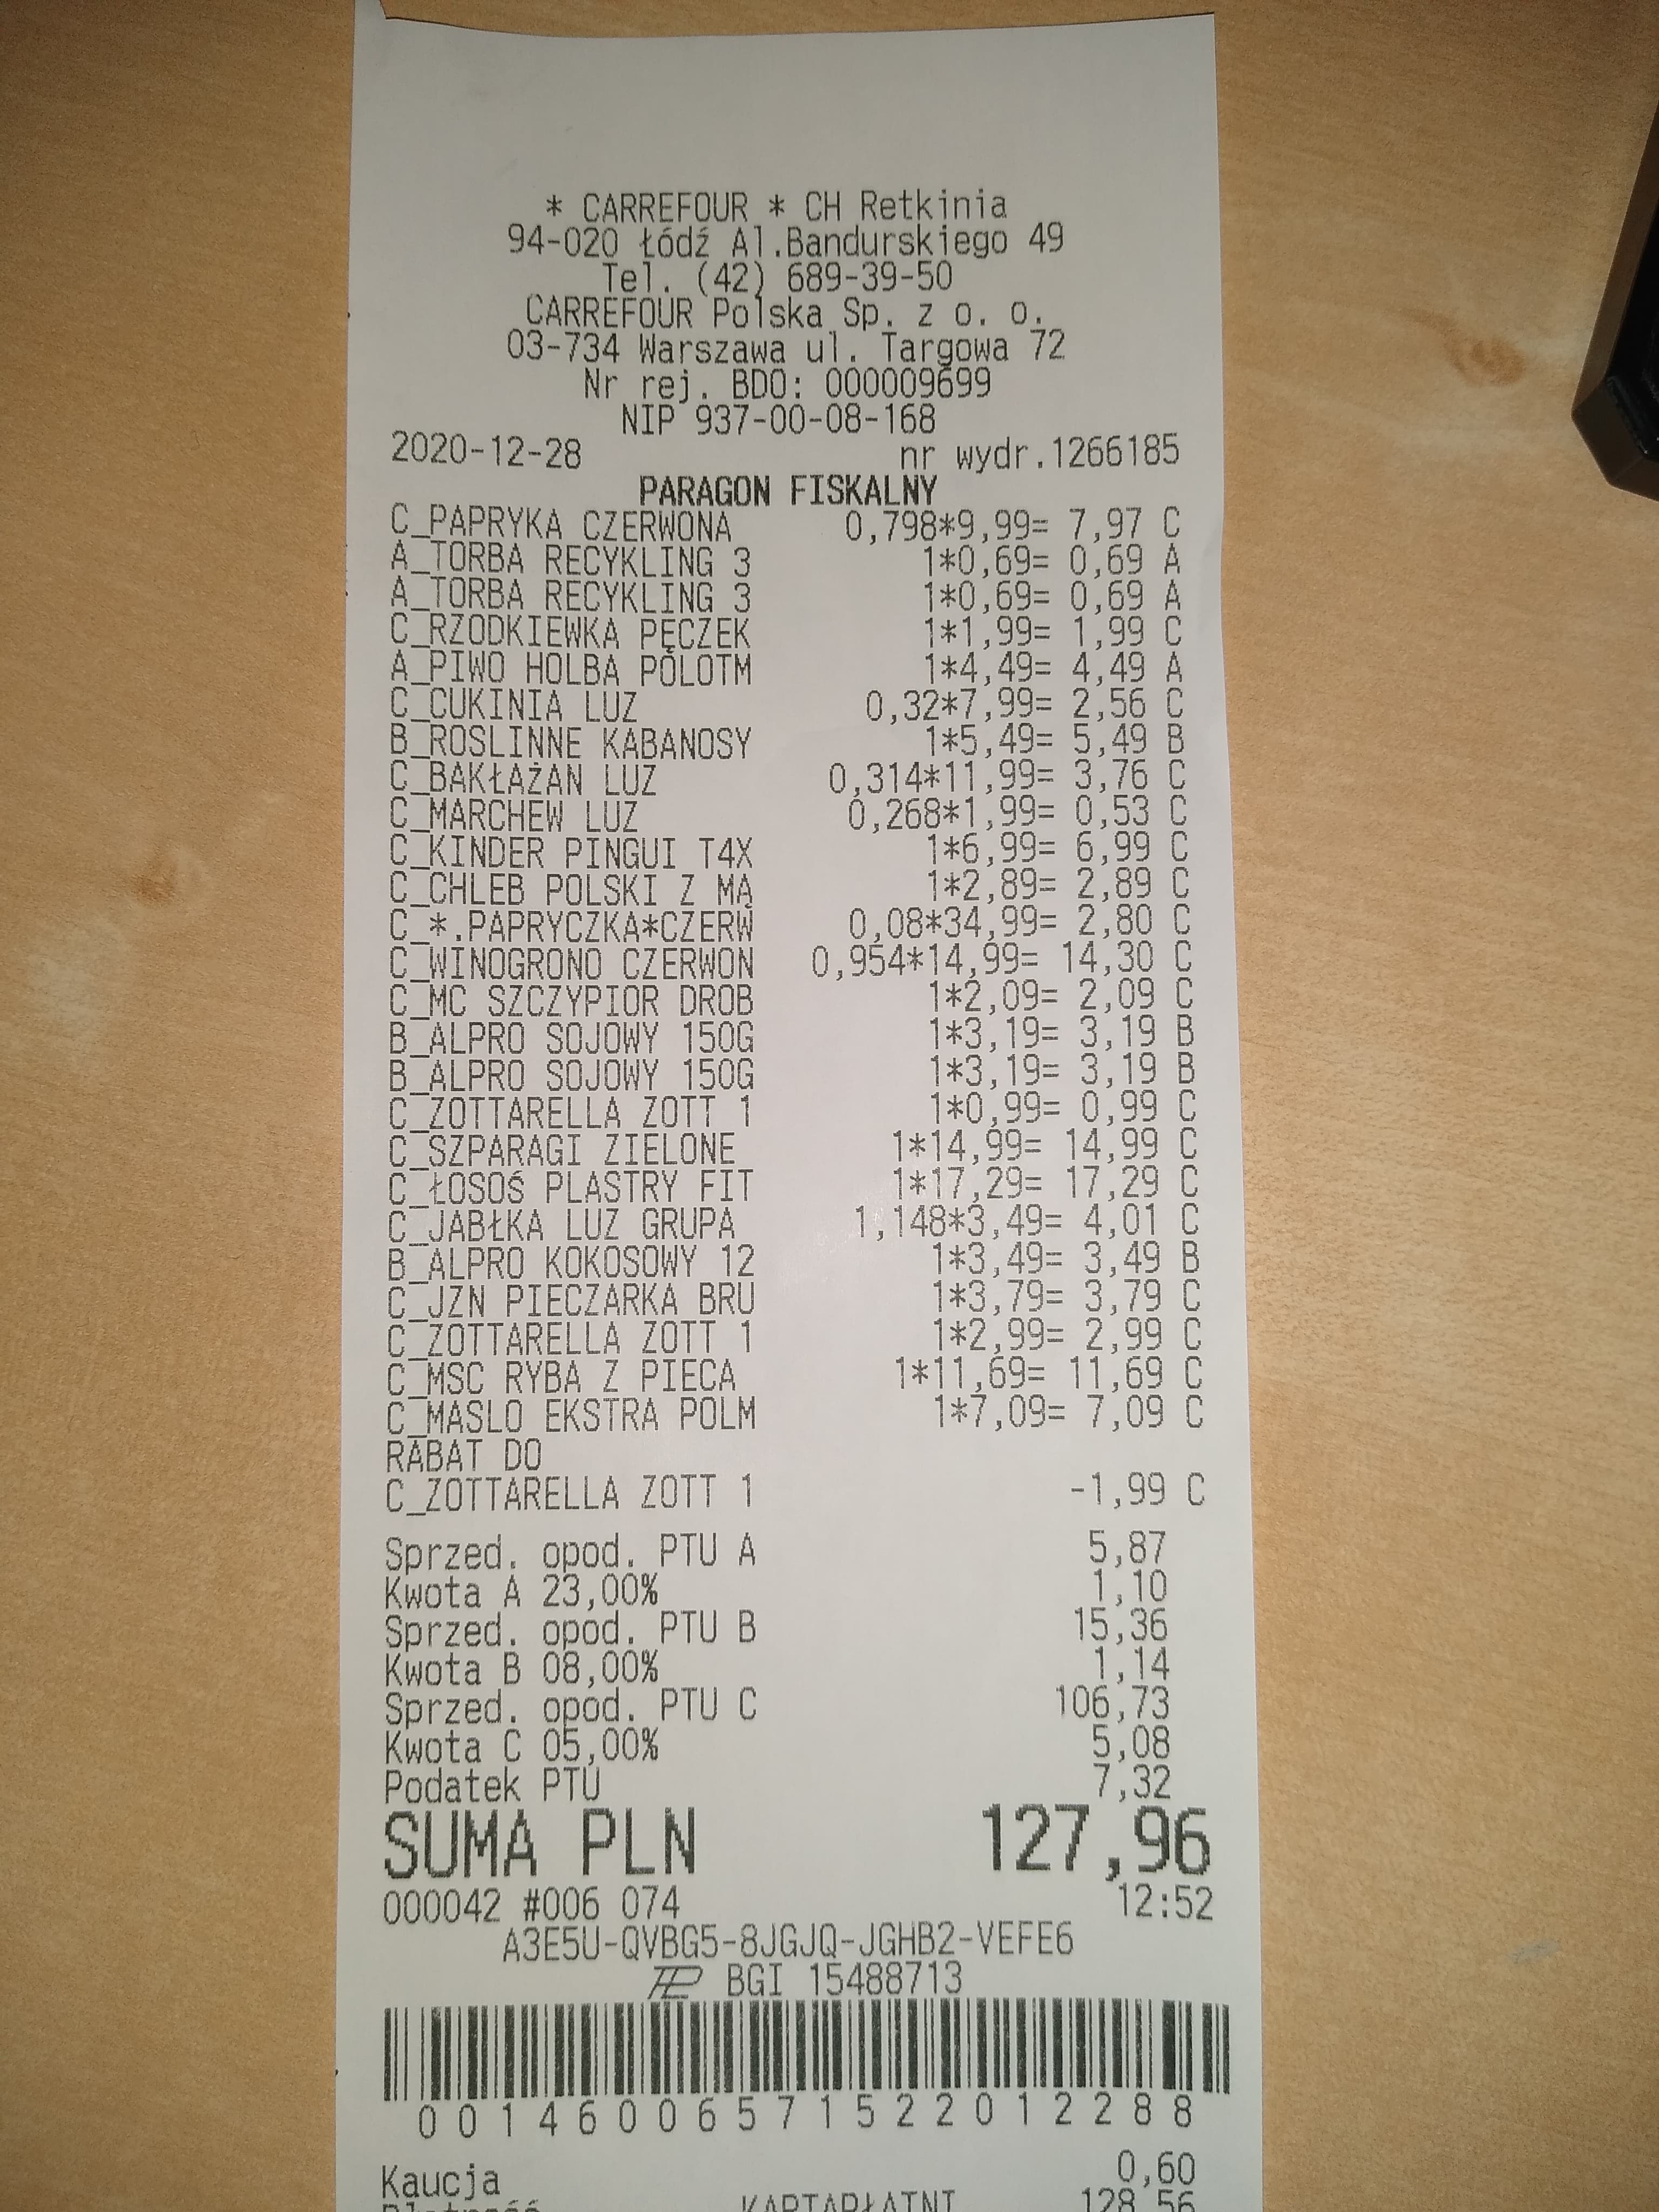 * CARREFOUR * CH Retkinia
94-020 Łódź Al.Bandurskiego 49
Tel. (42) 689-39-50
CARREFOUR Polska Sp. z o. o.
03-734 Warszawa ul. Targowa 72
Nr rej. BDO: 000009699
NIP 937-00-08-168
2020-12-28 nr wydr.1266185
PARAGON FISKALNY
C_PAPRYKA CZERWONA 0,798*9,99= 7,97 C
A_TORBA RECYKLING 3 1*0,69= 0,69 A
A_TORBA RECYKLING 3 1*0,69= 0,69 A
C_RZODKIEWKA PĘCZEK 1*1,99= 1,99 C
A_PIWO HOLBA POLOTM 1*4,49= 4,49 A
C_CUKINIA LUZ 0,32*7,99= 2,56 C
B_ROSLINNE KABANOSY 1*5,49= 5,49 B
C_BAKŁAŻAN LUZ 0,314*11,99= 3,76 C
C_MARCHEW LUZ 0,268*1,99= 0,53 C
C_KINDER PINGUI T4X 1*6,99= 6,99 C
C_CHLEB POLSKI Z MĄ 1*2,89= 2,89 C
C_*.PAPRYCZKA*CZERW 0,08*34,99= 2,80 C
C_WINOGRONO CZERWON 0,954*14,99= 14,30 C
C_MC SZCZYPIOR DROB 1*2,09= 2,09 C
B_ALPRO SOJOWY 150G 1*3,19= 3,19 B
B_ALPRO SOJOWY 150G 1*3,19= 3,19 B
C_ZOTTARELLA ZOTT 1 1*0,99= 0,99 C
C_SZPARAGI ZIELONE 1*14,99= 14,99 C
C_ŁOSOŚ PLASTRY FIT 1*17,29= 17,29 C
C_JABŁKA LUZ GRUPA 1,148*3,49= 4,01 C
B_ALPRO KOKOSOWY 12 1*3,49= 3,49 B
C_JZN PIECZARKA BRU 1*3,79= 3,79 C
C_ZOTTARELLA ZOTT 1 1*2,99= 2,99 C
C_MSC RYBA Z PIECA 1*11,69= 11,69 C
C_MASLO EKSTRA POLM 1*7,09= 7,09 C
RABAT DO
C_ZOTTARELLA ZOTT 1 -1,99 C
Sprzed. opod. PTU A 5,87
Kwota A 23,00% 1,10
Sprzed. opod. PTU B 15,36
Kwota B 08,00% 1,14
Sprzed. opod. PTU C 106,73
Kwota C 05,00% 5,08
Podatek PTU 7,32
SUMA PLN 127,96
000042 #006 074 12:52
A3E5U-QVBG5-8JGJQ-JGHB2-VEFE6
BGI 15488713
00146006571522012288
Kaucja 0,60
128,56